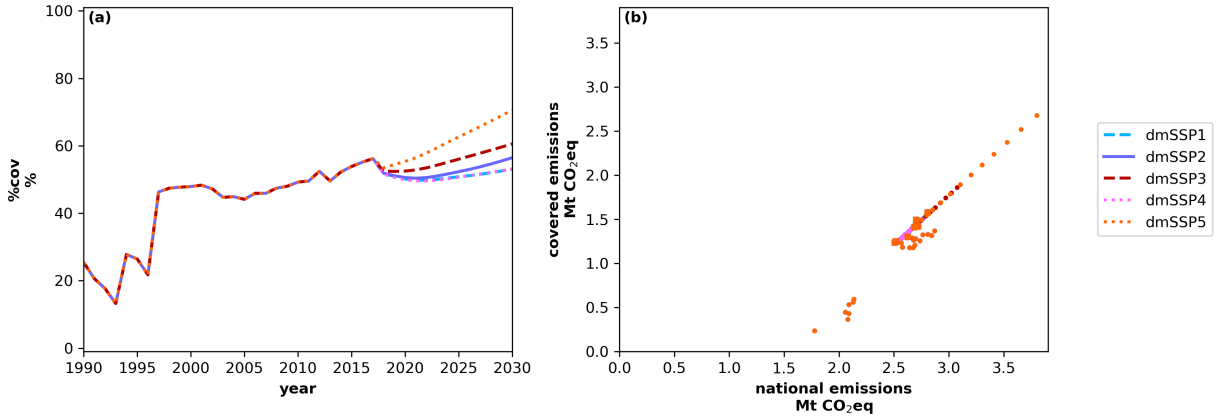 (a)
100
80
60
40
20
0
%cov
%
1990
1995
2000
2005
2010
2015
2020
2025
2030
year
(b)
3.5
3.0
2.5
2.0
1.5
1.0
0.5
0.0
covered emissions
Mt CO₂eq
0.0
0.5
1.0
1.5
2.0
2.5
3.0
3.5
national emissions
Mt CO₂eq
dmSSP1
dmSSP2
dmSSP3
dmSSP4
dmSSP5